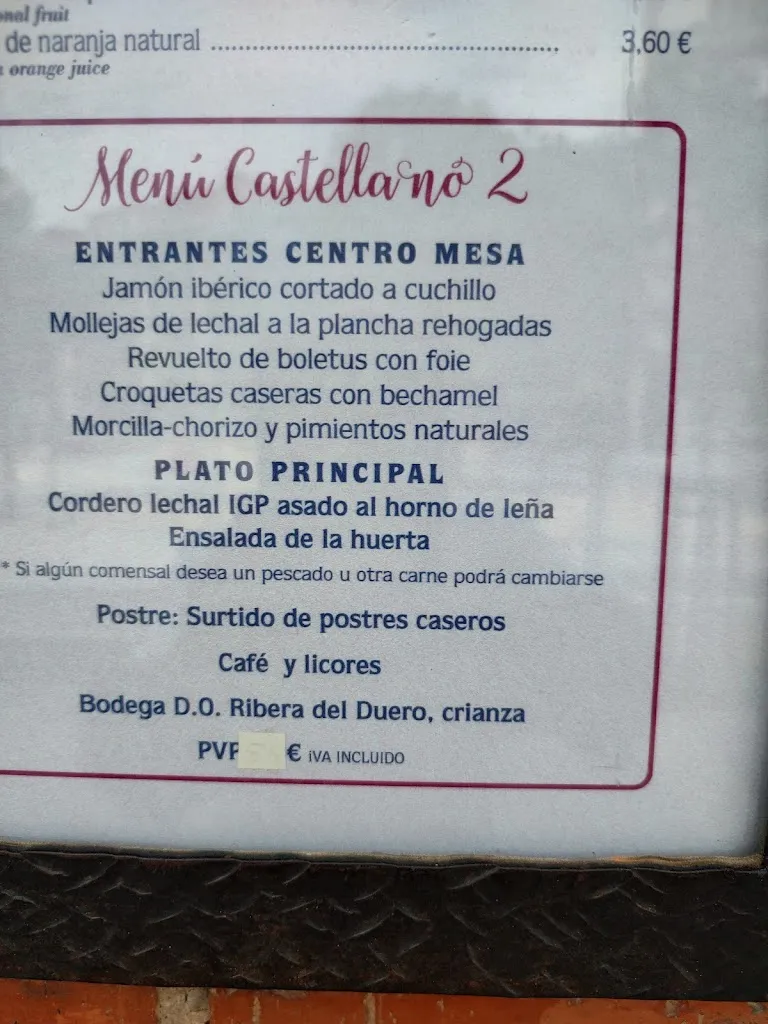 onal fruit
de naranja natural ........................................................ 3,60 €
orange juice
Menú Castellano 2
ENTRANTES CENTRO MESA
Jamón ibérico cortado a cuchillo
Mollejas de lechal a la plancha rehogadas
Revuelto de boletus con foie
Croquetas caseras con bechamel
Morcilla-chorizo y pimientos naturales
PLATO PRINCIPAL
Cordero lechal IGP asado al horno de leña
Ensalada de la huerta
* Si algún comensal desea un pescado u otra carne podrá cambiarse
Postre: Surtido de postres caseros
Café y licores
Bodega D.O. Ribera del Duero, crianza
PVP € iVA INCLUIDO